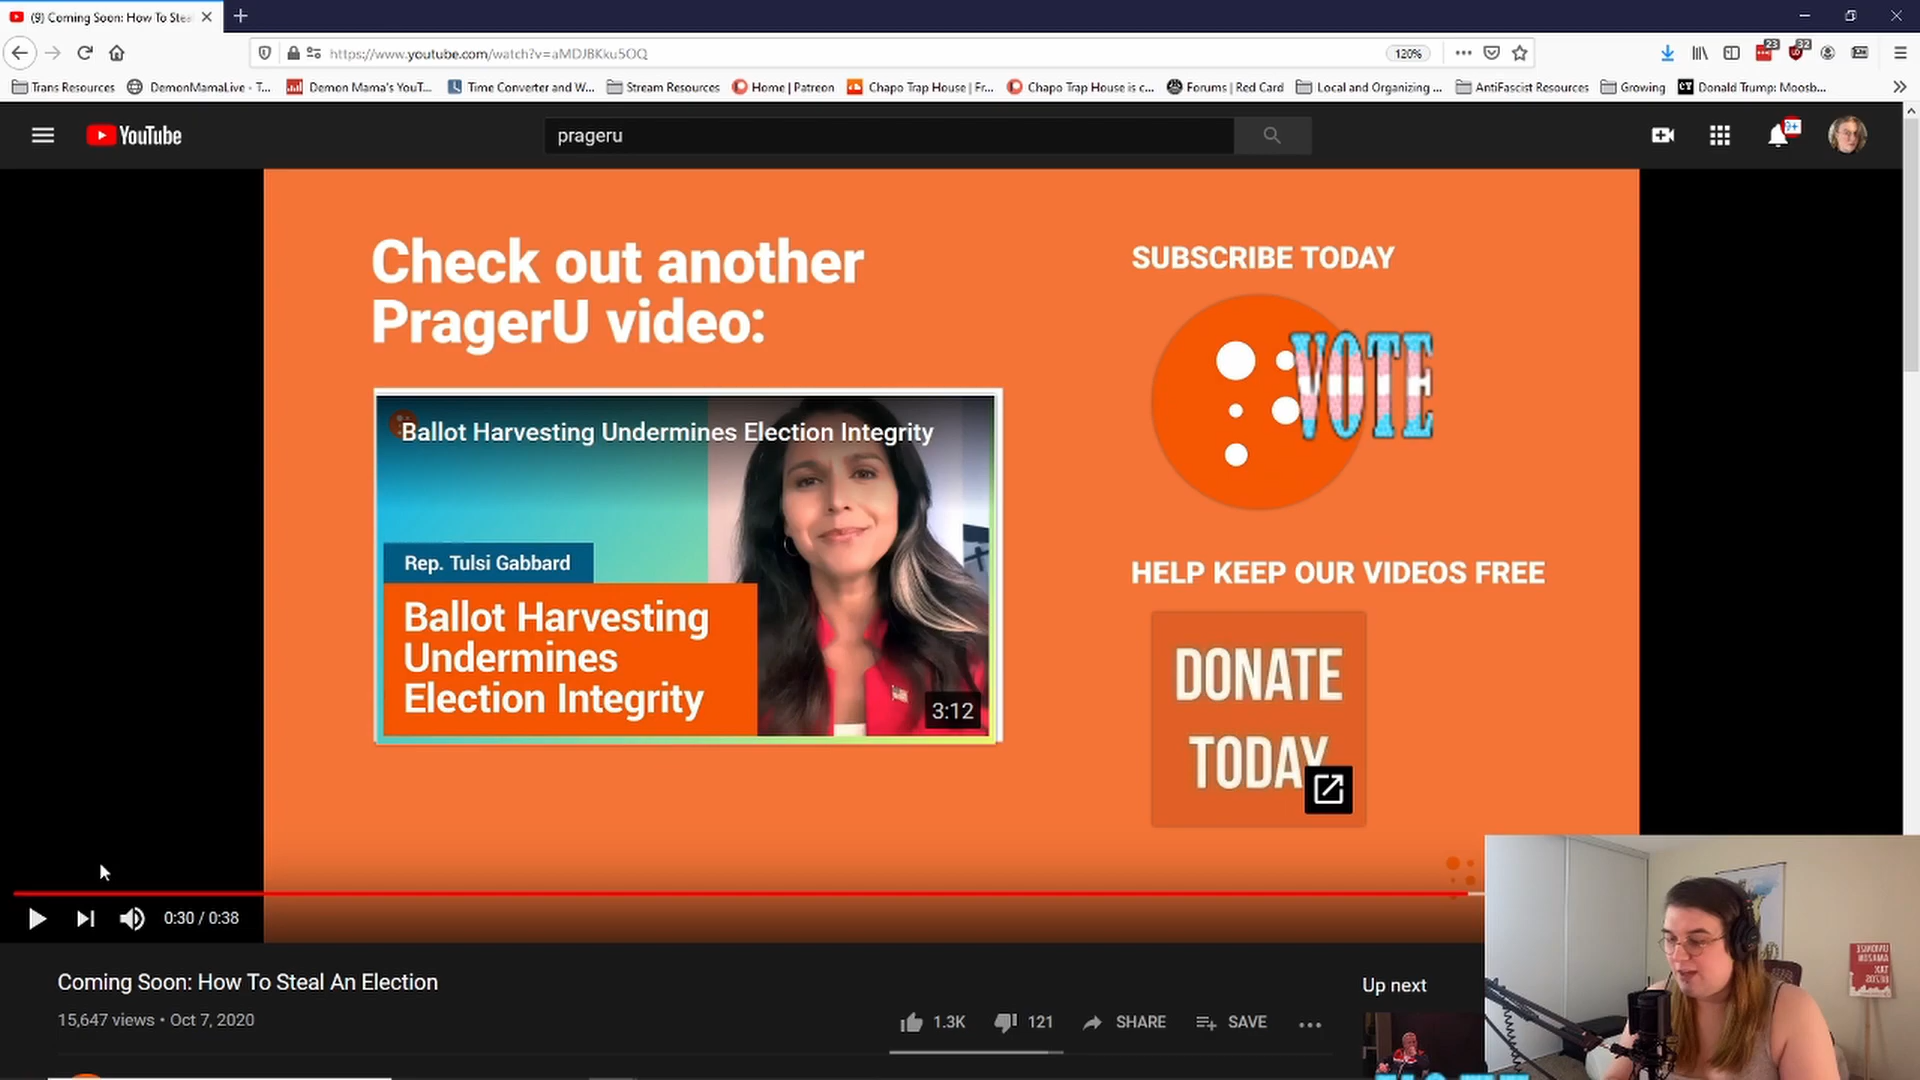 (9) Coming Soon: How To Stea
https://www.youtube.com/watch?v=aMDJBKku5OQ
120%
23
32
Trans Resources
DemonMamaLive - T...
Demon Mama's YouT...
Time Converter and W...
Stream Resources
Home | Patreon
Chapo Trap House | Fr...
Chapo Trap House is c...
Forums | Red Card
Local and Organizing ...
AntiFascist Resources
Growing
Donald Trump: Moosb...
YouTube
prageru
9+
Check out another
PragerU video:
SUBSCRIBE TODAY
VOTE
Ballot Harvesting Undermines Election Integrity
Rep. Tulsi Gabbard
Ballot Harvesting
Undermines
Election Integrity
3:12
HELP KEEP OUR VIDEOS FREE
DONATE
TODAY
0:30 / 0:38
Coming Soon: How To Steal An Election
15,647 views • Oct 7, 2020
1.3K
121
SHARE
SAVE
Up next